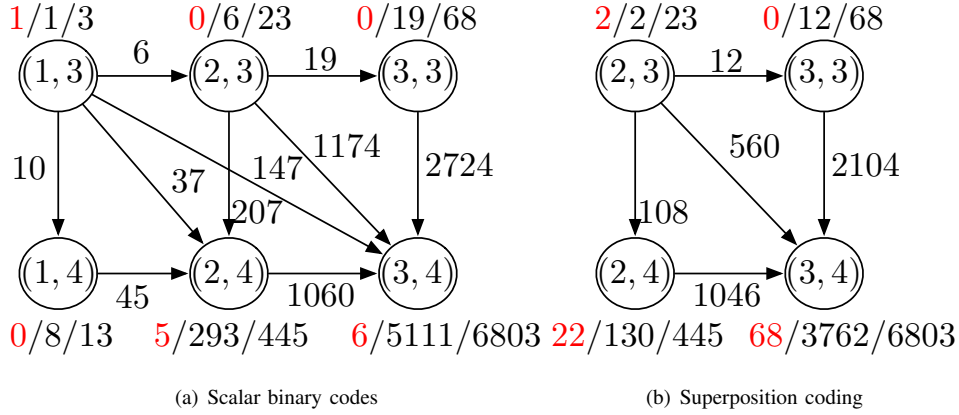 1/1/3 0/6/23 0/19/68 2/2/23 0/12/68
(1, 3) 6 (2, 3) 19 (3, 3) (2, 3) 12 (3, 3)
10 37 147 1174 2724 560 2104
207 108
(1, 4) 45 (2, 4) 1060 (3, 4) (2, 4) 1046 (3, 4)
0/8/13 5/293/445 6/5111/6803 22/130/445 68/3762/6803
(a) Scalar binary codes (b) Superposition coding